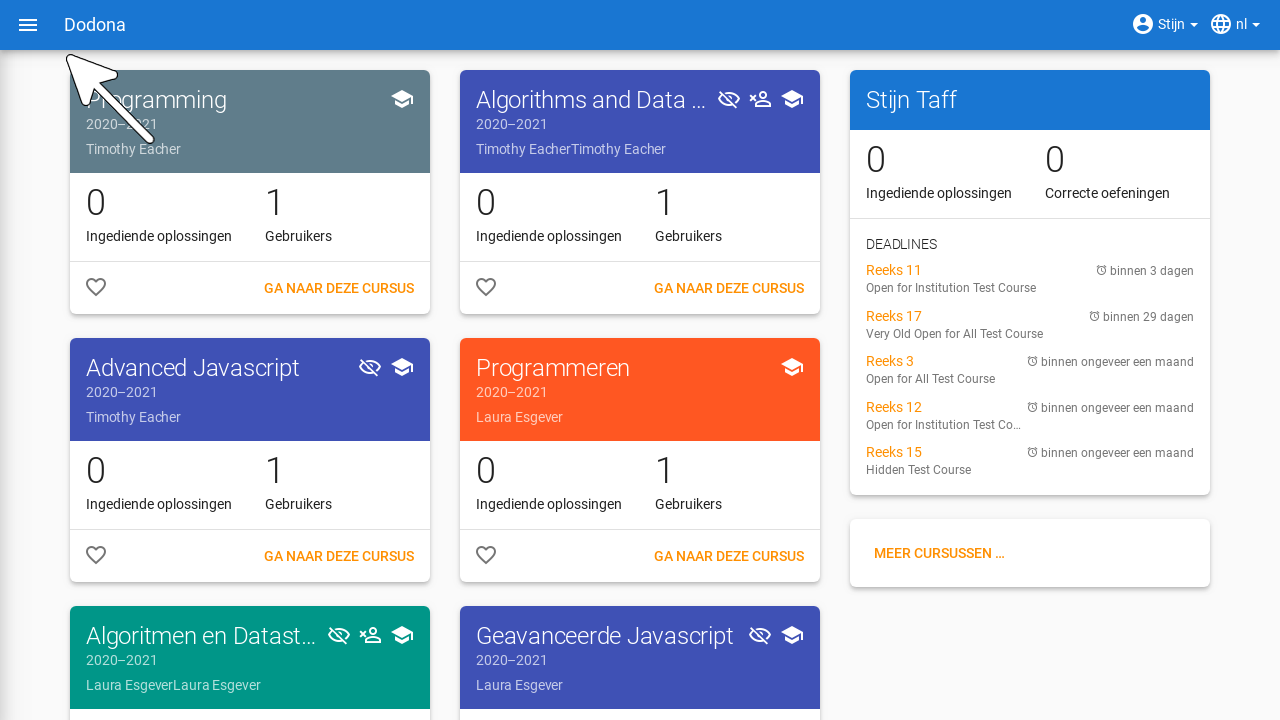 Dodona
Stijn
nl
Programming
2020–2021
Timothy Eacher
0
Ingediende oplossingen
1
Gebruikers
GA NAAR DEZE CURSUS
Algorithms and Data ...
2020–2021
Timothy EacherTimothy Eacher
0
Ingediende oplossingen
1
Gebruikers
GA NAAR DEZE CURSUS
Advanced Javascript
2020–2021
Timothy Eacher
0
Ingediende oplossingen
1
Gebruikers
GA NAAR DEZE CURSUS
Programmeren
2020–2021
Laura Esgever
0
Ingediende oplossingen
1
Gebruikers
GA NAAR DEZE CURSUS
Algoritmen en Datast...
2020–2021
Laura EsgeverLaura Esgever
Geavanceerde Javascript
2020–2021
Laura Esgever
Stijn Taff
0
Ingediende oplossingen
0
Correcte oefeningen
DEADLINES
Reeks 11 binnen 3 dagen
Open for Institution Test Course
Reeks 17 binnen 29 dagen
Very Old Open for All Test Course
Reeks 3 binnen ongeveer een maand
Open for All Test Course
Reeks 12 binnen ongeveer een maand
Open for Institution Test Co...
Reeks 15 binnen ongeveer een maand
Hidden Test Course
MEER CURSUSSEN ...